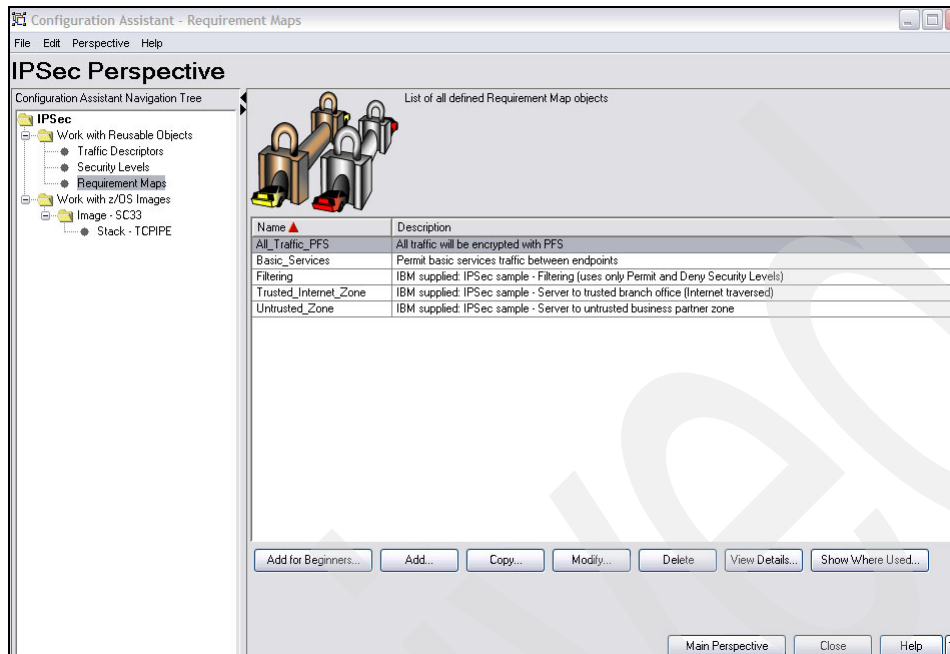 Configuration Assistant - Requirement Maps
File Edit Perspective Help
IPSec Perspective
Configuration Assistant Navigation Tree
IPSec
Work with Reusable Objects
Traffic Descriptors
Security Levels
Requirement Maps
Work with z/OS Images
Image - SC33
Stack - TCPIPE
List of all defined Requirement Map objects
Name Description
All_Traffic_PFS All traffic will be encrypted with PFS
Basic_Services Permit basic services traffic between endpoints
Filtering IBM supplied: IPSec sample - Filtering (uses only Permit and Deny Security Levels)
Trusted_Internet_Zone IBM supplied: IPSec sample - Server to trusted branch office (Internet traversed)
Untrusted_Zone IBM supplied: IPSec sample - Server to untrusted business partner zone
Add for Beginners... Add... Copy... Modify... Delete View Details... Show Where Used...
Main Perspective Close Help